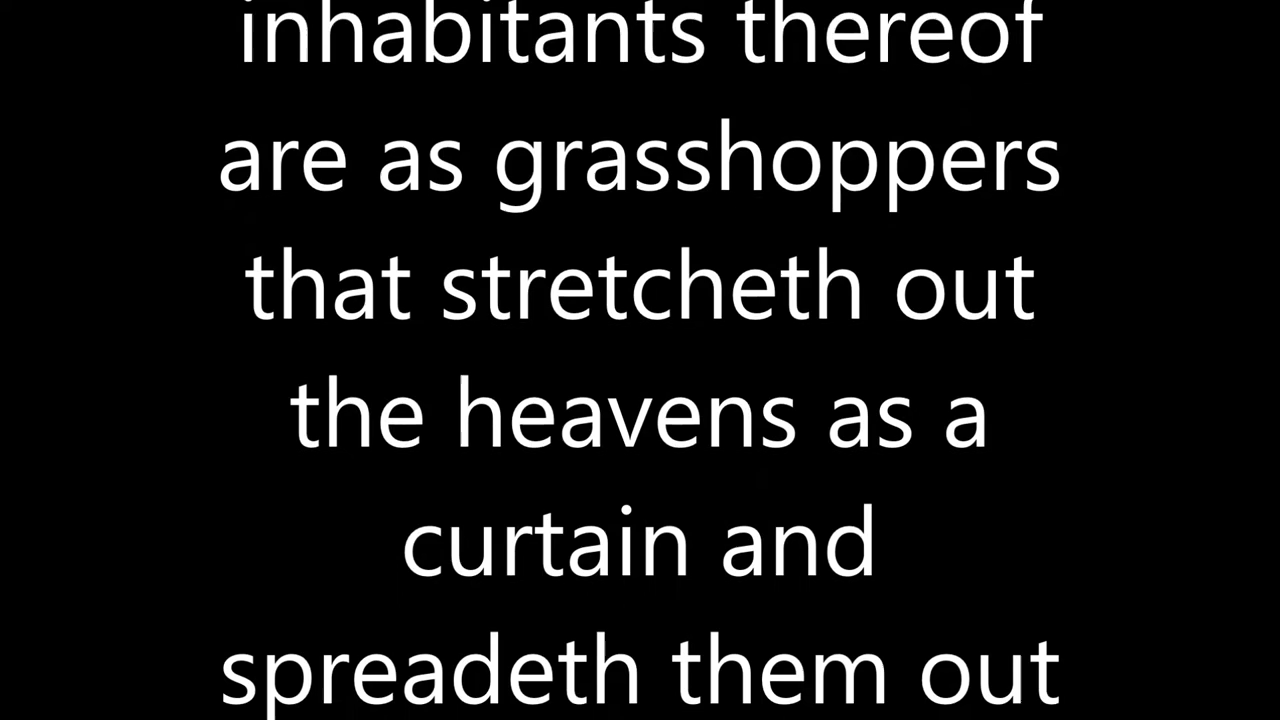 inhabitants thereof
are as grasshoppers
that stretcheth out
the heavens as a
curtain and
spreadeth them out